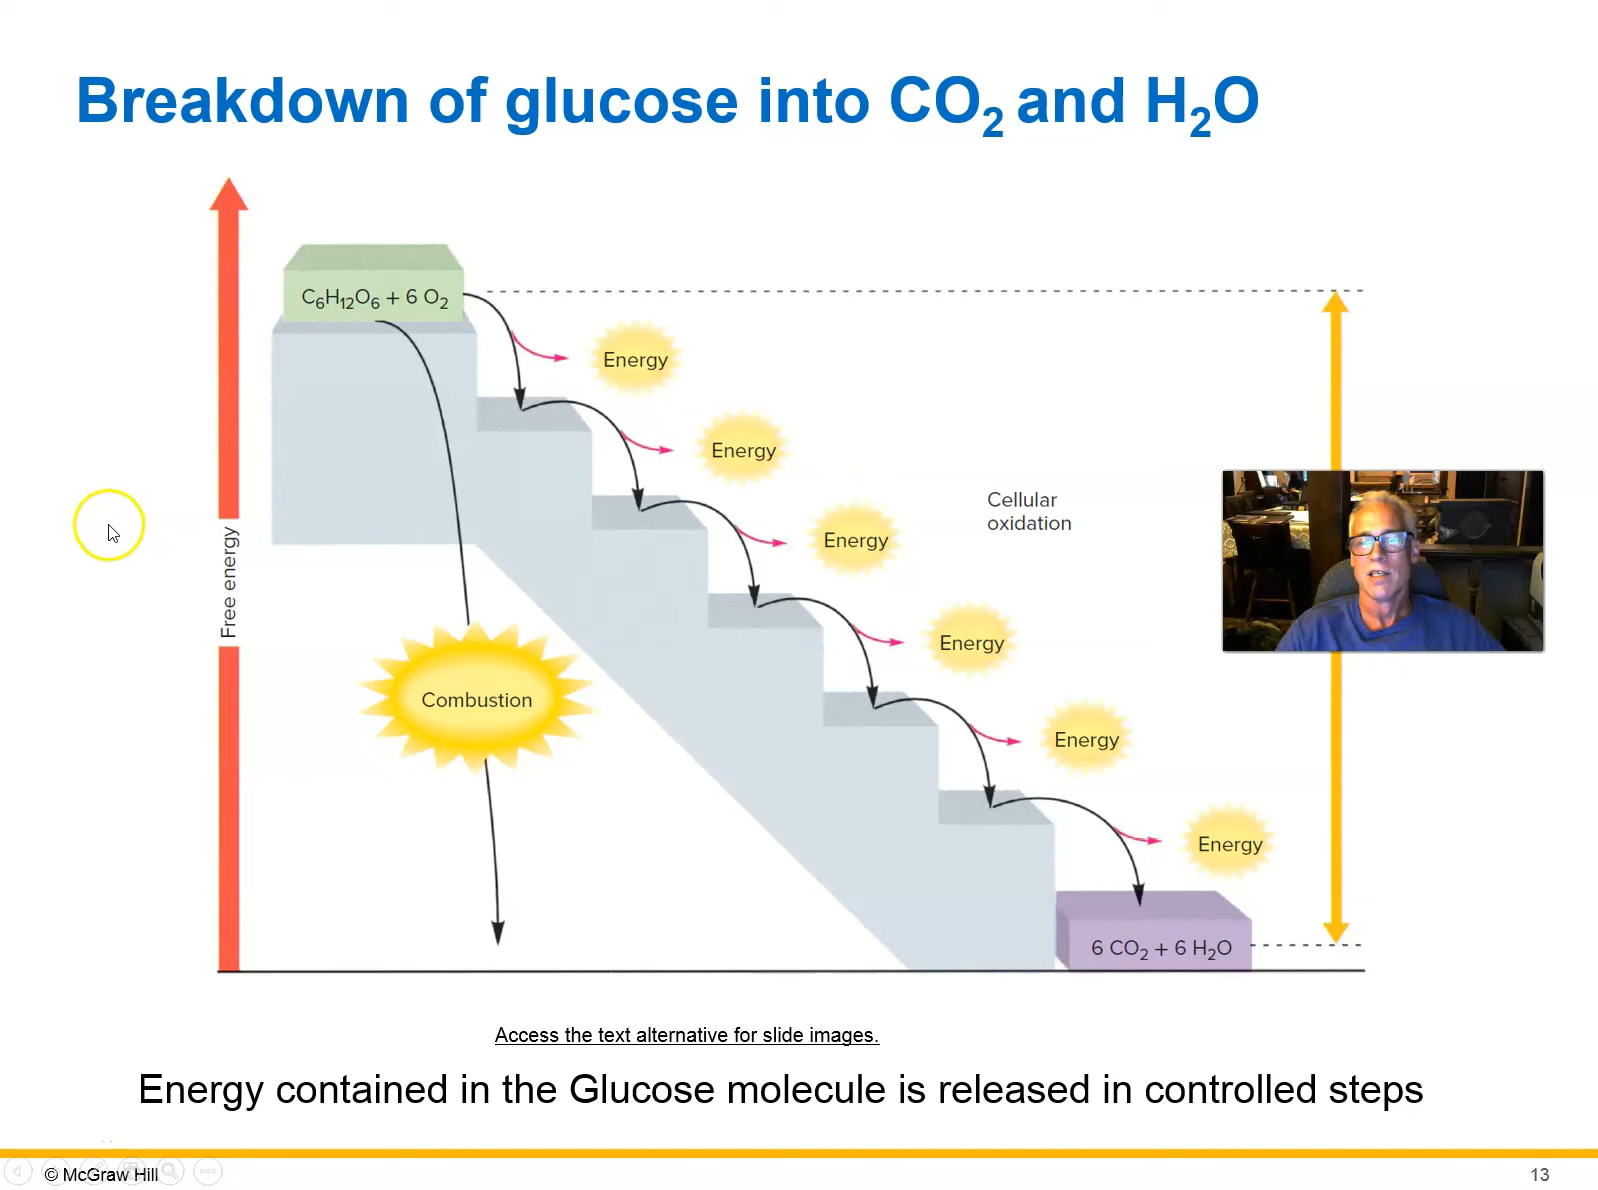 Breakdown of glucose into CO₂ and H₂O
C₆H₁₂O₆ + 6 O₂
Energy
Energy
Cellular
oxidation
Energy
Free energy
Energy
Combustion
Energy
Energy
6 CO₂ + 6 H₂O
Access the text alternative for slide images.
Energy contained in the Glucose molecule is released in controlled steps
© McGraw Hill
13